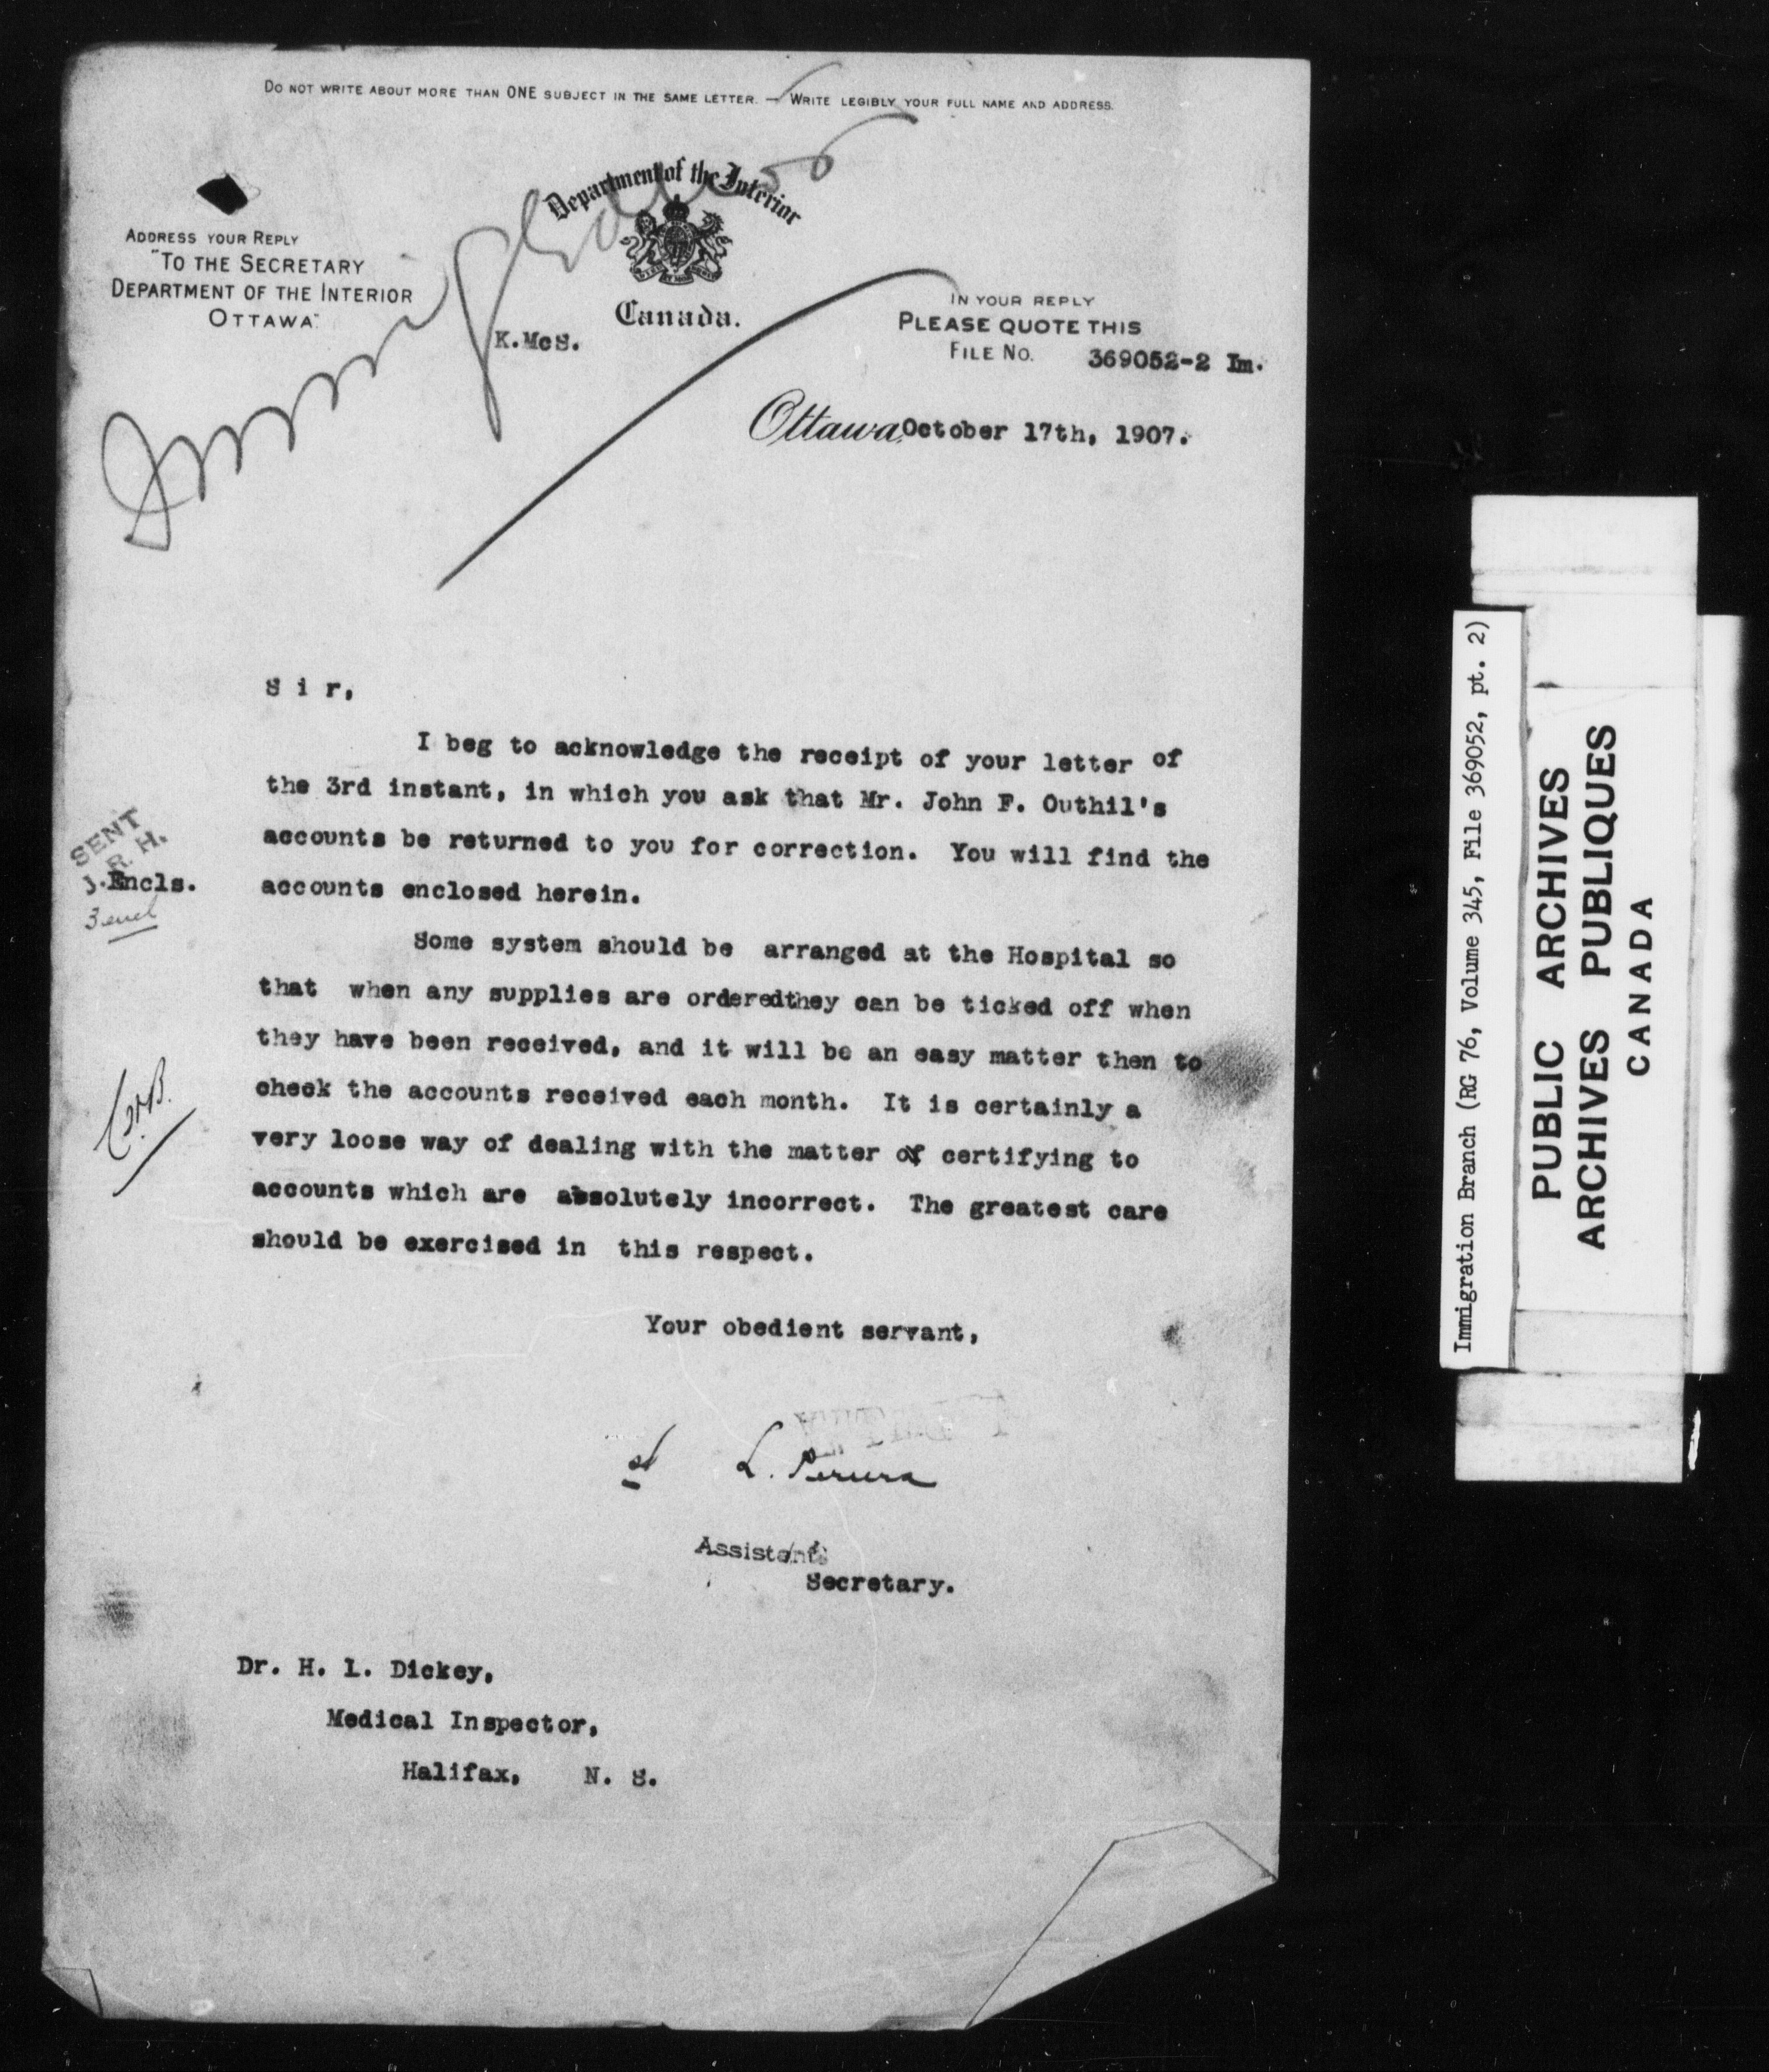 DO NOT WRITE ABOUT MORE THAN ONE SUBJECT IN THE SAME LETTER. — WRITE LEGIBLY YOUR FULL NAME AND ADDRESS.
Department of the Interior
Canada.
ADDRESS YOUR REPLY
"TO THE SECRETARY
DEPARTMENT OF THE INTERIOR
OTTAWA"
K.McS.
IN YOUR REPLY
PLEASE QUOTE THIS
FILE NO. 369052-2 Im.
Ottawa, October 17th, 1907.
S i r,
I beg to acknowledge the receipt of your letter of
the 3rd instant, in which you ask that Mr. John F. Outhil's
accounts be returned to you for correction. You will find the
accounts enclosed herein.
SENT
J. R. H.
Encls.
3 encl
Some system should be arranged at the Hospital so
that when any supplies are orderedthey can be ticked off when
they have been received, and it will be an easy matter then to
check the accounts received each month. It is certainly a
very loose way of dealing with the matter of certifying to
accounts which are absolutely incorrect. The greatest care
should be exercised in this respect.
Your obedient servant,
L. Pereira
Assistant
Secretary.
Dr. H. L. Dickey,
Medical Inspector,
Halifax, N. S.
Immigration Branch (RG 76, Volume 345, File 369052, pt. 2)
PUBLIC ARCHIVES
ARCHIVES PUBLIQUES
CANADA